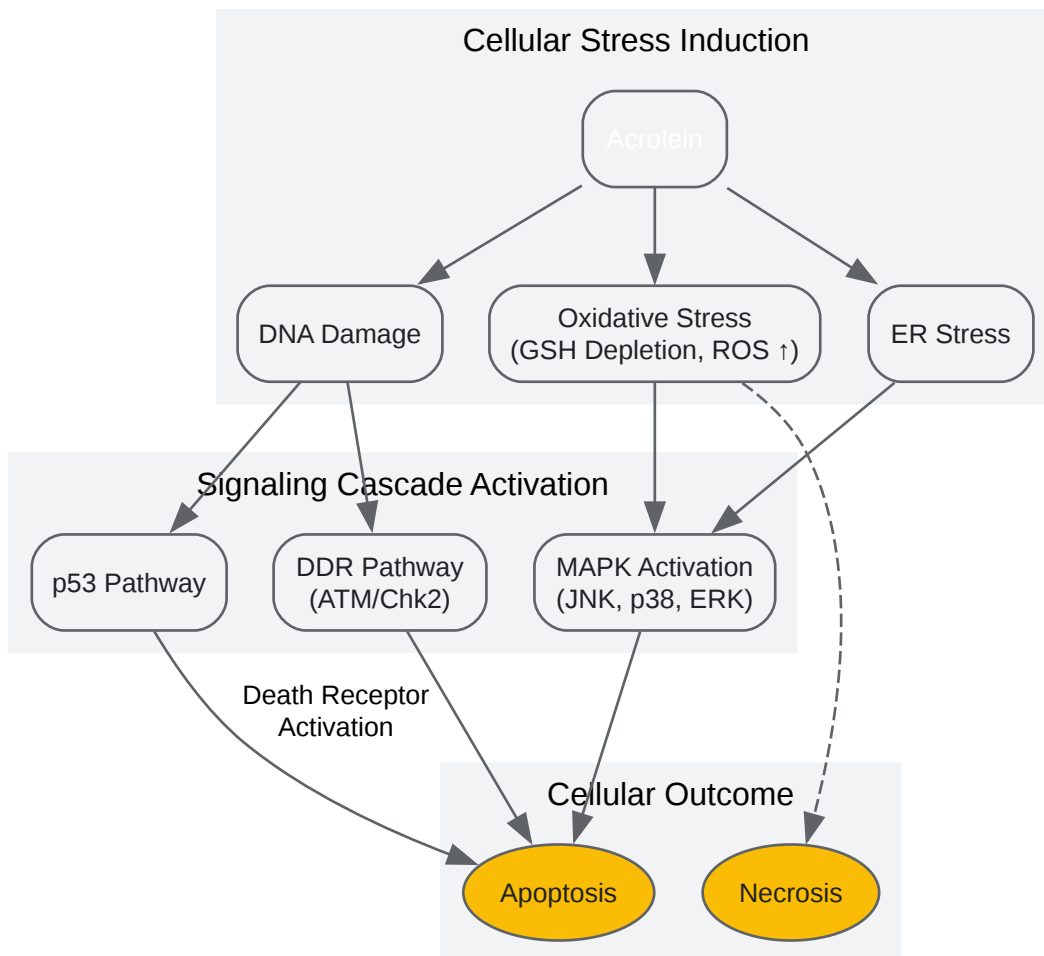 Cellular Stress Induction
Acrolein
DNA Damage
Oxidative Stress
(GSH Depletion, ROS ↑)
ER Stress
Signaling Cascade Activation
p53 Pathway
DDR Pathway
(ATM/Chk2)
MAPK Activation
(JNK, p38, ERK)
Death Receptor
Activation
Cellular Outcome
Apoptosis
Necrosis